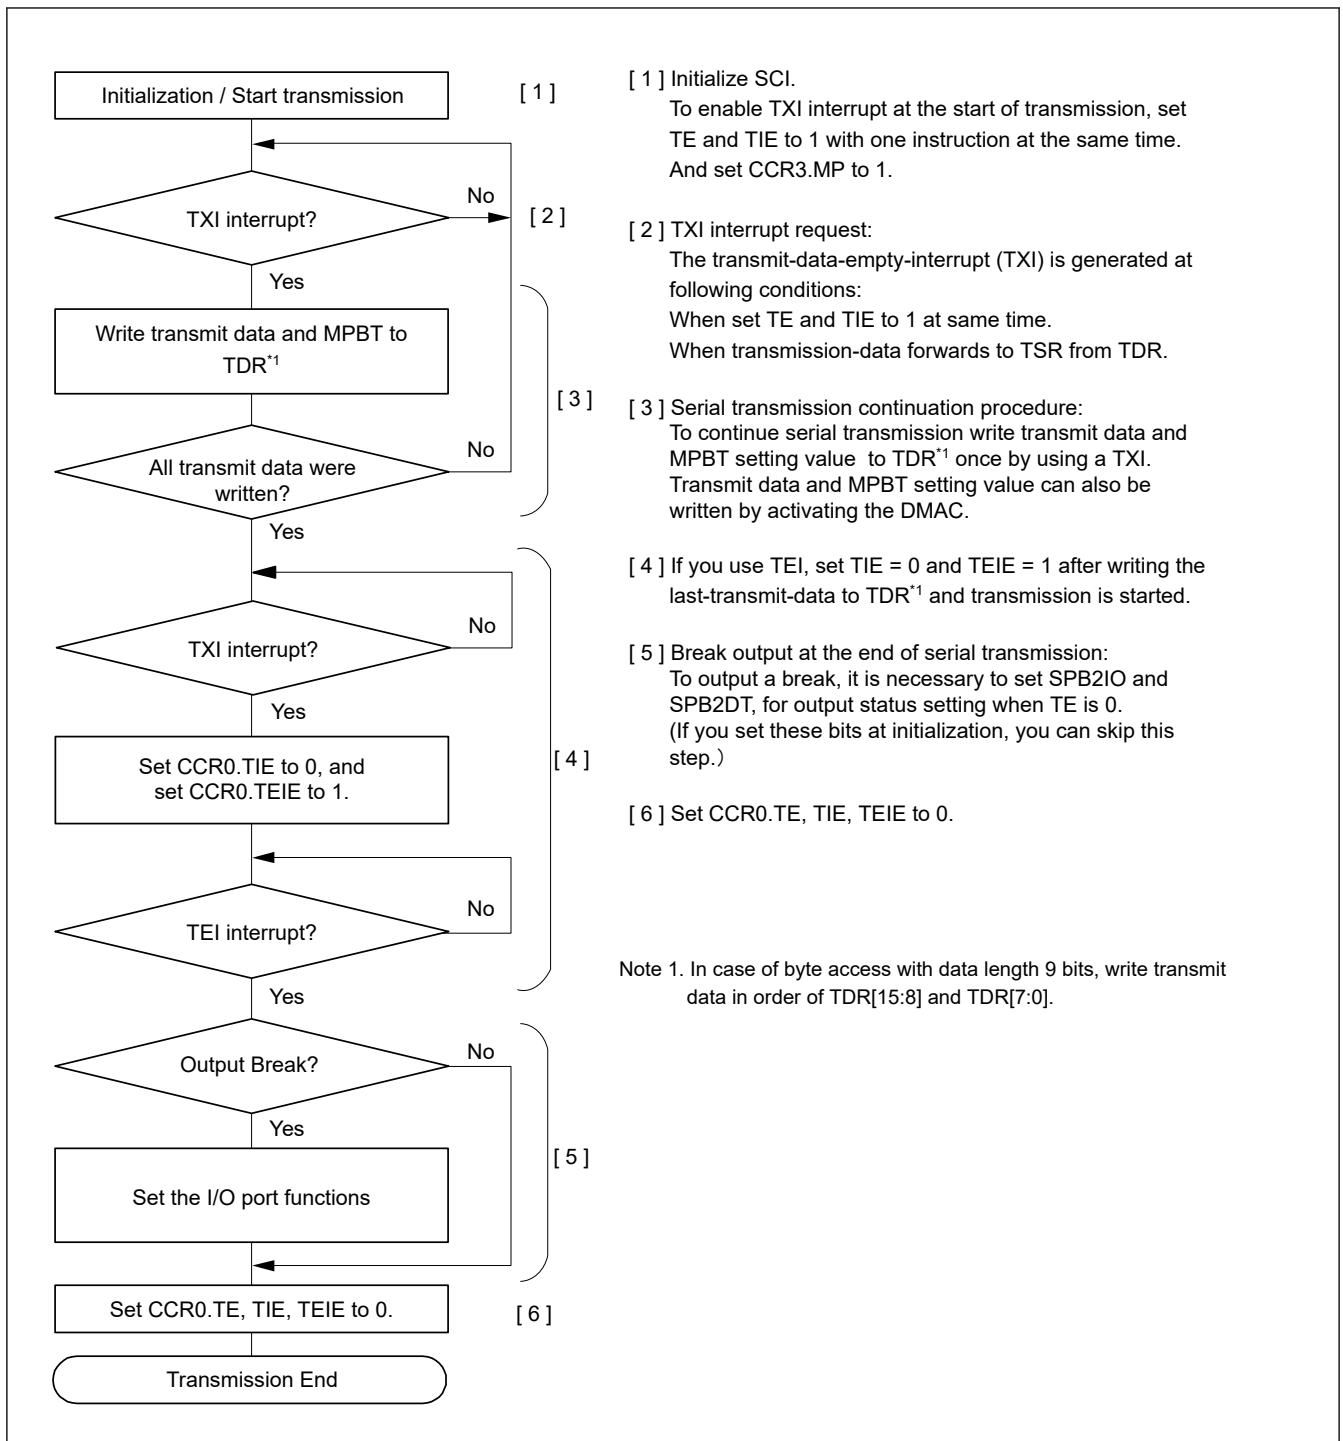 Initialization / Start transmission
[ 1 ]
TXI interrupt?
No
[ 2 ]
Yes
Write transmit data and MPBT to
TDR*1
[ 3 ]
All transmit data were
written?
No
Yes
TXI interrupt?
No
Yes
Set CCR0.TIE to 0, and
set CCR0.TEIE to 1.
[ 4 ]
TEI interrupt?
No
Yes
Output Break?
No
Yes
Set the I/O port functions
[ 5 ]
Set CCR0.TE, TIE, TEIE to 0.
[ 6 ]
Transmission End
[ 1 ] Initialize SCI.
To enable TXI interrupt at the start of transmission, set
TE and TIE to 1 with one instruction at the same time.
And set CCR3.MP to 1.
[ 2 ] TXI interrupt request:
The transmit-data-empty-interrupt (TXI) is generated at
following conditions:
When set TE and TIE to 1 at same time.
When transmission-data forwards to TSR from TDR.
[ 3 ] Serial transmission continuation procedure:
To continue serial transmission write transmit data and
MPBT setting value to TDR*1 once by using a TXI.
Transmit data and MPBT setting value can also be
written by activating the DMAC.
[ 4 ] If you use TEI, set TIE = 0 and TEIE = 1 after writing the
last-transmit-data to TDR*1 and transmission is started.
[ 5 ] Break output at the end of serial transmission:
To output a break, it is necessary to set SPB2IO and
SPB2DT, for output status setting when TE is 0.
(If you set these bits at initialization, you can skip this
step.）
[ 6 ] Set CCR0.TE, TIE, TEIE to 0.
Note 1. In case of byte access with data length 9 bits, write transmit
data in order of TDR[15:8] and TDR[7:0].